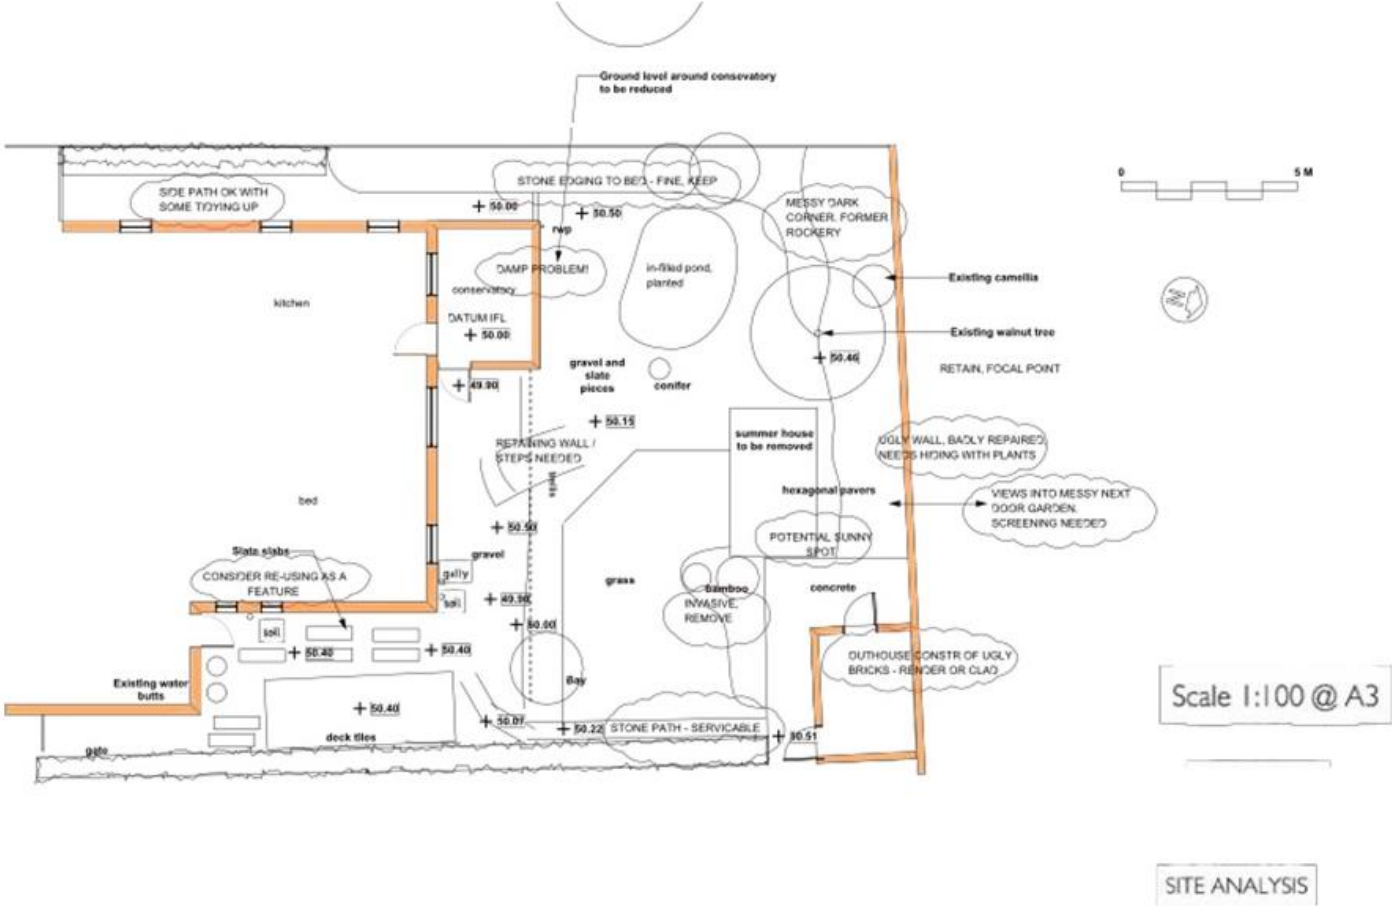 Ground level around consevatory
to be reduced
STONE EDGING TO BED - FINE, KEEP
SIDE PATH OK WITH
SOME TIDYING UP
0
5 M
MESSY DARK
CORNER. FORMER
ROCKERY
50.00
50.50
rwp
DAMP PROBLEM!
in-filled pond,
planted
Existing camellia
conservatory
kitchen
DATUM IFL
50.00
Existing walnut tree
50.46
RETAIN, FOCAL POINT
gravel and
slate
pieces
conifer
49.90
50.15
summer house
to be removed
RETAINING WALL /
STEPS NEEDED
UGLY WALL, BADLY REPAIRED
NEEDS HIDING WITH PLANTS
hexagonal pavers
VIEWS INTO MESSY NEXT
DOOR GARDEN.
SCREENING NEEDED
bed
50.50
POTENTIAL SUNNY
SPOT
Slate slabs
gravel
gully
CONSIDER RE-USING AS A
FEATURE
grass
bamboo
concrete
INVASIVE,
REMOVE
soil
49.90
50.00
soil
50.40
50.40
OUTHOUSE CONSTR OF UGLY
BRICKS - RENDER OR CLAD
Existing water
butts
Bay
Scale 1:100 @ A3
50.40
50.07
50.22
STONE PATH - SERVICABLE
50.51
deck tiles
gate
SITE ANALYSIS